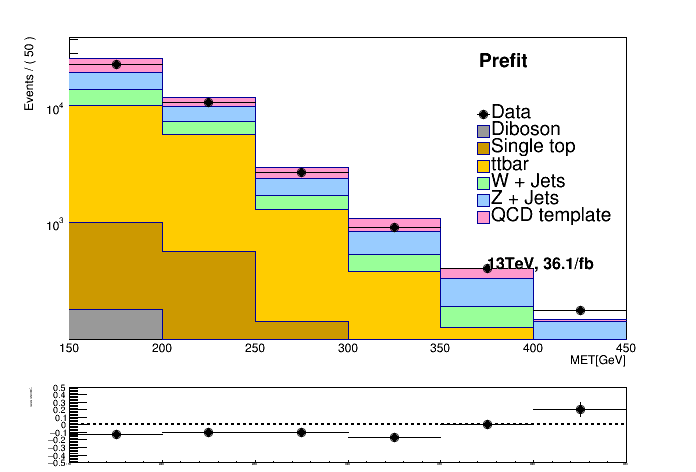 Events / ( 50 )
Prefit
10^4
10^3
Data
Diboson
Single top
ttbar
W + Jets
Z + Jets
QCD template
13TeV, 36.1/fb
150 200 250 300 350 400 450
MET[GeV]
0.5
0.4
0.3
0.2
0.1
0
−0.1
−0.2
−0.3
−0.4
−0.5